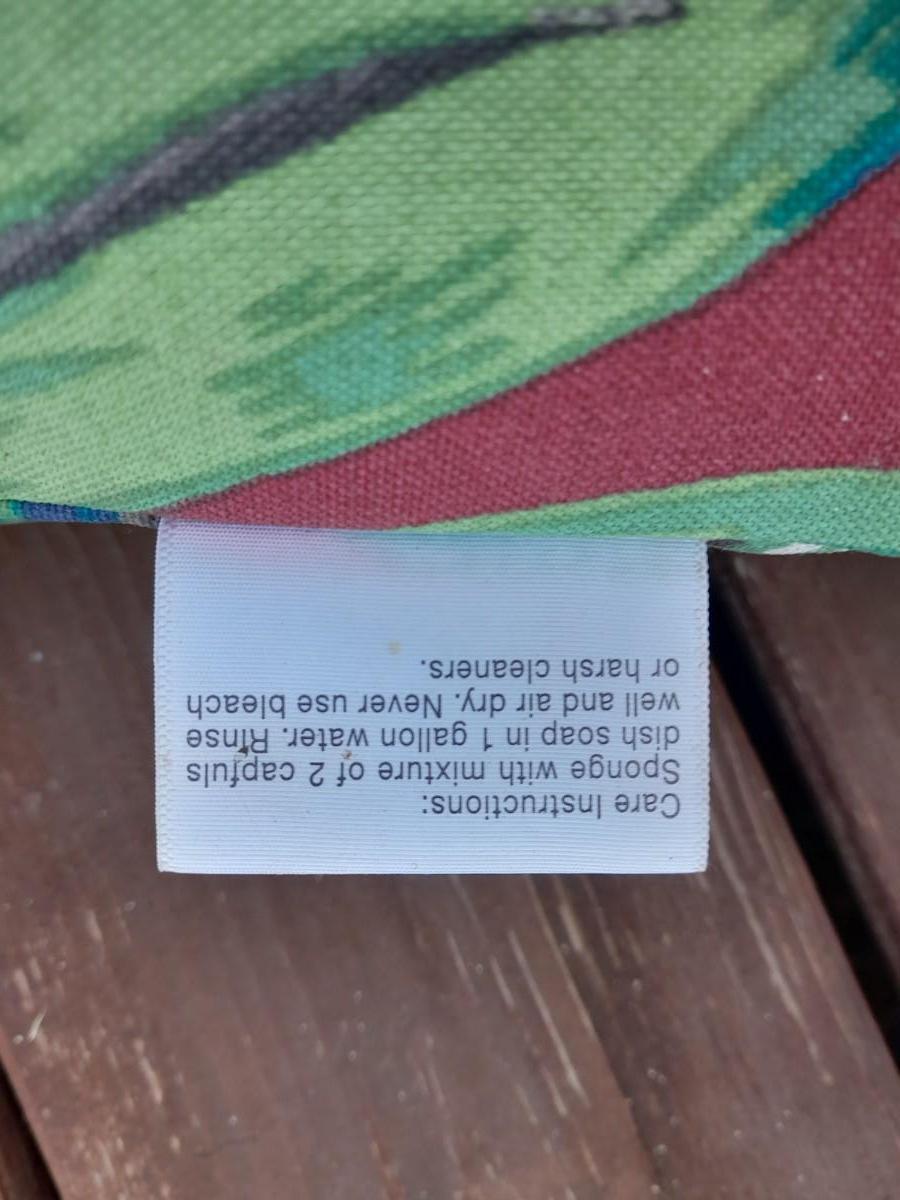 Care Instructions:
Sponge with mixture of 2 capfuls
dish soap in 1 gallon water. Rinse
well and air dry. Never use bleach
or harsh cleaners.